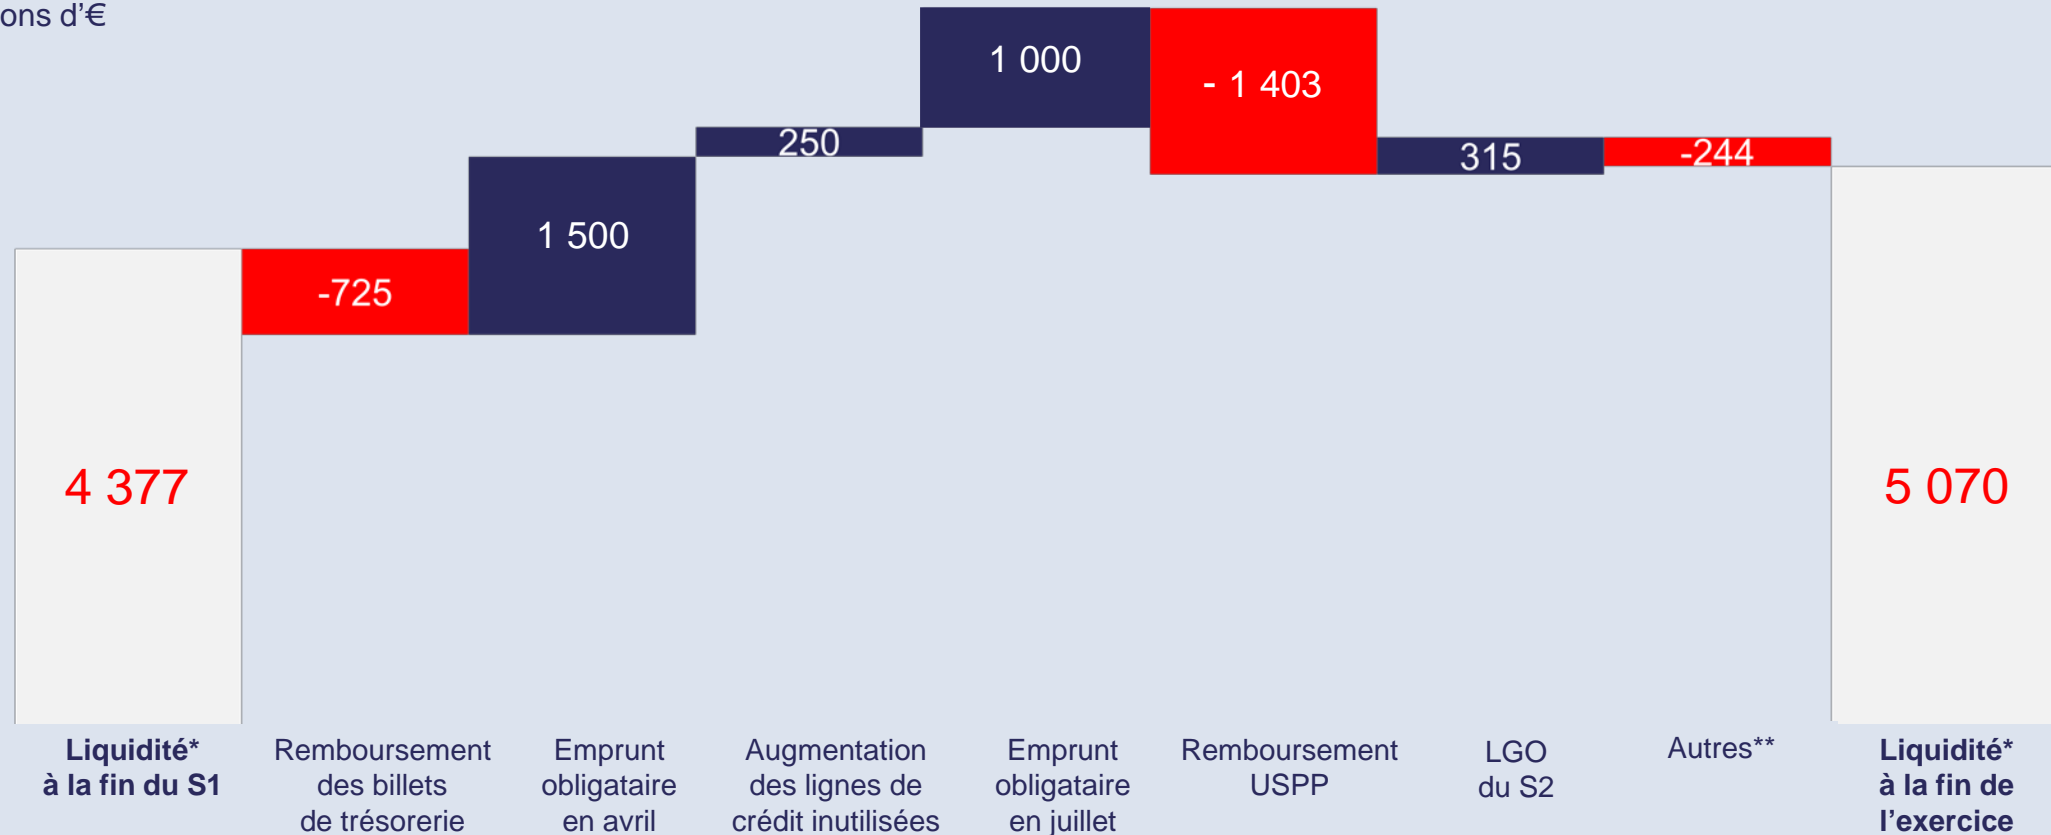 ons d'€
1 000
- 1 403
250
315
-244
1 500
-725
4 377
5 070
Liquidité*
à la fin du S1
Remboursement
des billets
de trésorerie
Emprunt
obligataire
en avril
Augmentation
des lignes de
crédit inutilisées
Emprunt
obligataire
en juillet
Remboursement
USPP
LGO
du S2
Autres**
Liquidité*
à la fin de
l'exercice